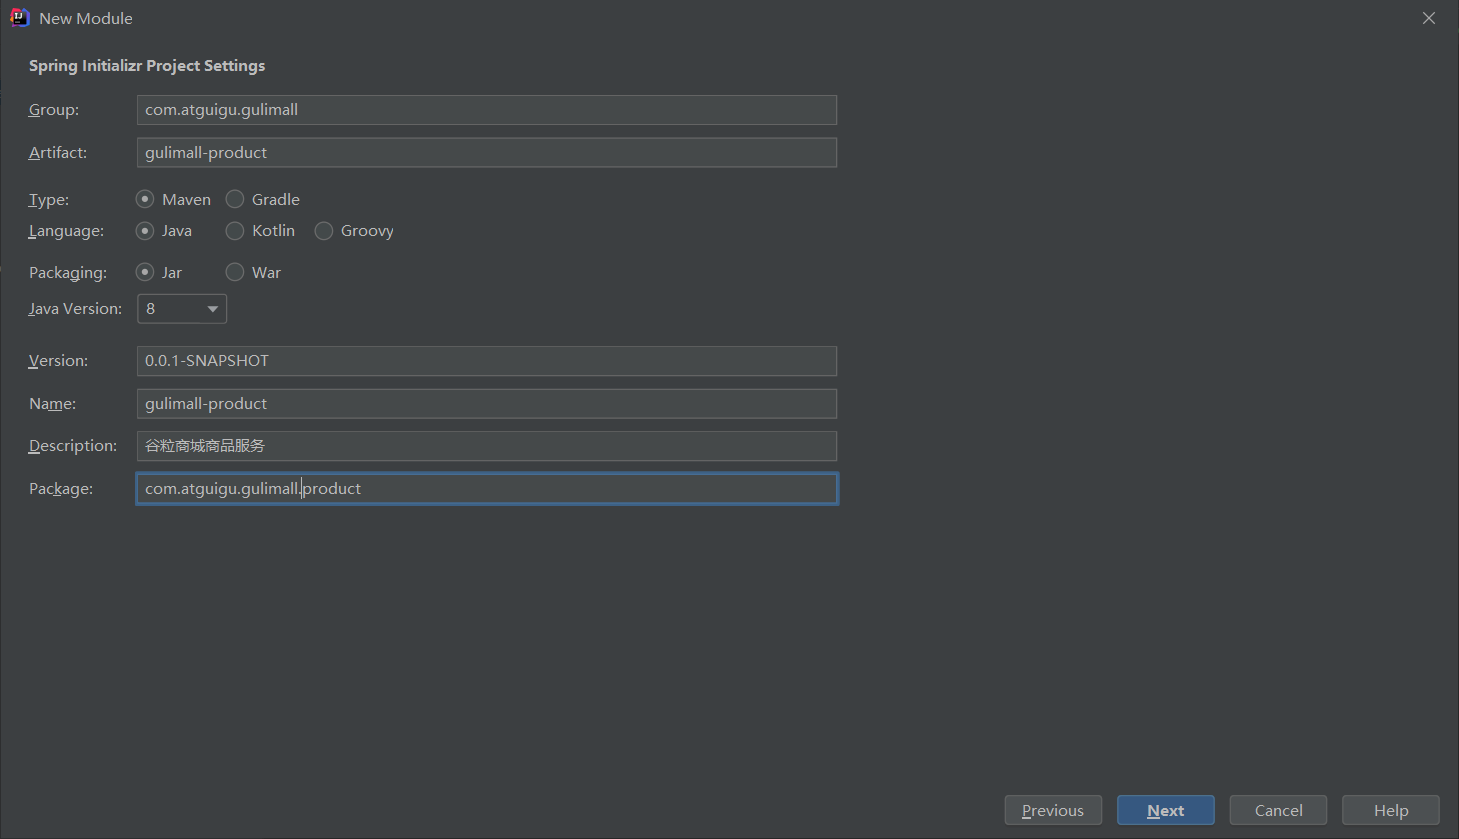 New Module
Spring Initializr Project Settings
Group: com.atguigu.gulimall
Artifact: gulimall-product
Type: Maven Gradle
Language: Java Kotlin Groovy
Packaging: Jar War
Java Version: 8
Version: 0.0.1-SNAPSHOT
Name: gulimall-product
Description: 谷粒商城商品服务
Package: com.atguigu.gulimall.product
Previous Next Cancel Help